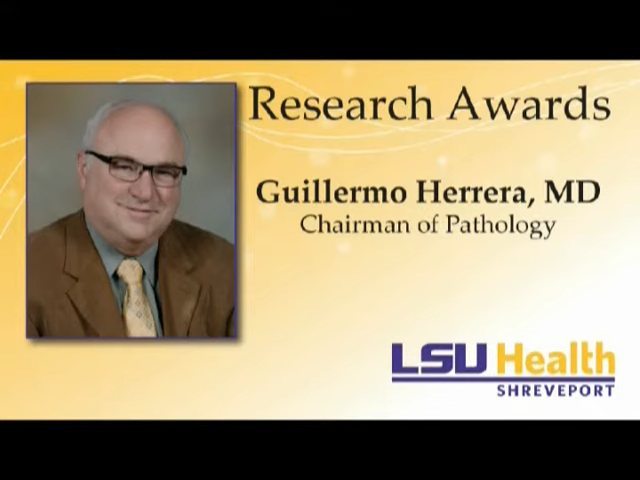 Research Awards
Guillermo Herrera, MD
Chairman of Pathology
LSU Health
SHREVEPORT